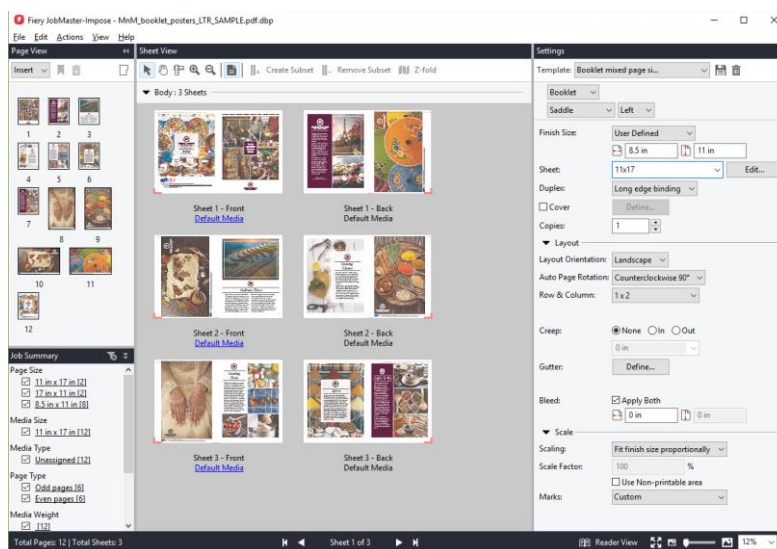 Fiery JobMaster-Impose - MnM_booklet_posters_LTR_SAMPLE.pdf.dbp
File Edit Actions View Help
Page View
Insert
1 2 3
4 5 6
7 8 9
10 11
12
Job Summary
Page Size
11 in x 17 in [2]
17 in x 11 in [2]
8.5 in x 11 in [8]
Media Size
11 in x 17 in [12]
Media Type
Unassigned [12]
Page Type
Odd pages [6]
Even pages [6]
Media Weight
[12]
Sheet View
Create Subset Remove Subset Z-fold
Body : 3 Sheets
Sheet 1 - Front Sheet 1 - Back
Default Media Default Media
Sheet 2 - Front Sheet 2 - Back
Default Media Default Media
Sheet 3 - Front Sheet 3 - Back
Default Media Default Media
Settings
Template: Booklet mixed page si...
Booklet
Saddle Left
Finish Size: User Defined
8.5 in 11 in
Sheet: 11x17 Edit...
Duplex: Long edge binding
Cover Define...
Copies: 1
Layout
Layout Orientation: Landscape
Auto Page Rotation: Counterclockwise 90°
Row & Column: 1 x 2
Creep: None In Out
0 in
Gutter: Define...
Bleed: Apply Both
0 in 0 in
Scale
Scaling: Fit finish size proportionally
Scale Factor: 100 %
Use Non-printable area
Marks: Custom
Total Pages: 12 | Total Sheets: 3 Sheet 1 of 3 Reader View 12%